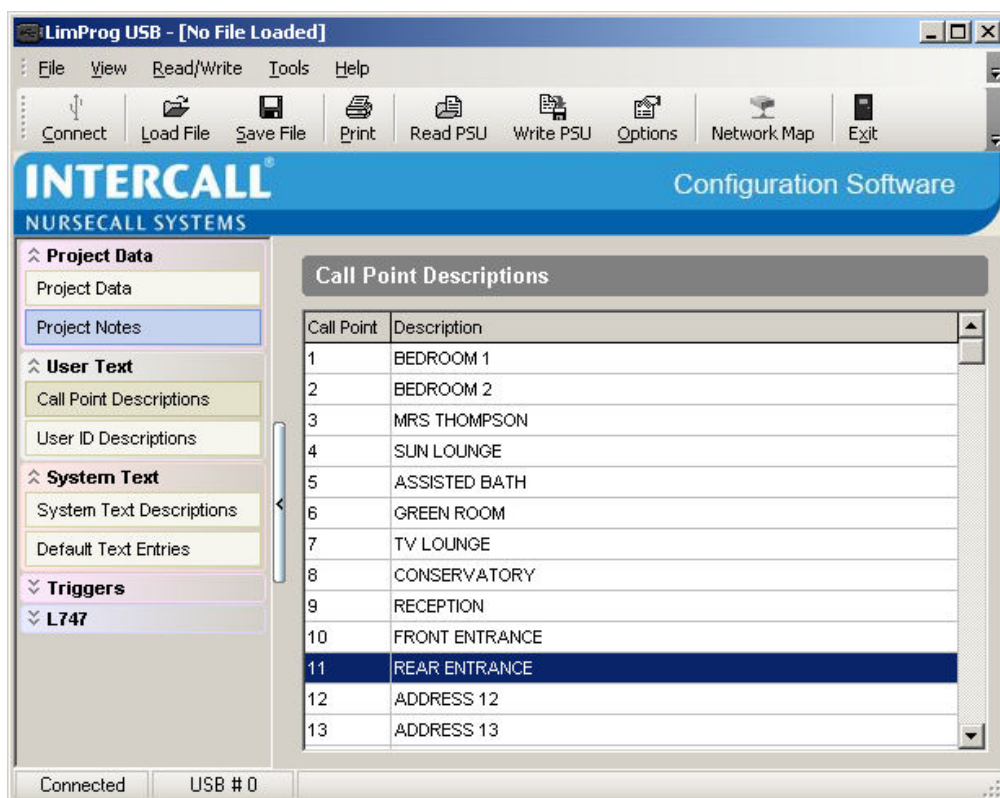 LimProg USB - [No File Loaded]
File View Read/Write Tools Help
Connect Load File Save File Print Read PSU Write PSU Options Network Map Exit
INTERCALL®
NURSECALL SYSTEMS
Configuration Software
Project Data
Project Data
Project Notes
User Text
Call Point Descriptions
User ID Descriptions
System Text
System Text Descriptions
Default Text Entries
Triggers
L747
Call Point Descriptions
Call Point Description
1 BEDROOM 1
2 BEDROOM 2
3 MRS THOMPSON
4 SUN LOUNGE
5 ASSISTED BATH
6 GREEN ROOM
7 TV LOUNGE
8 CONSERVATORY
9 RECEPTION
10 FRONT ENTRANCE
11 REAR ENTRANCE
12 ADDRESS 12
13 ADDRESS 13
Connected USB # 0